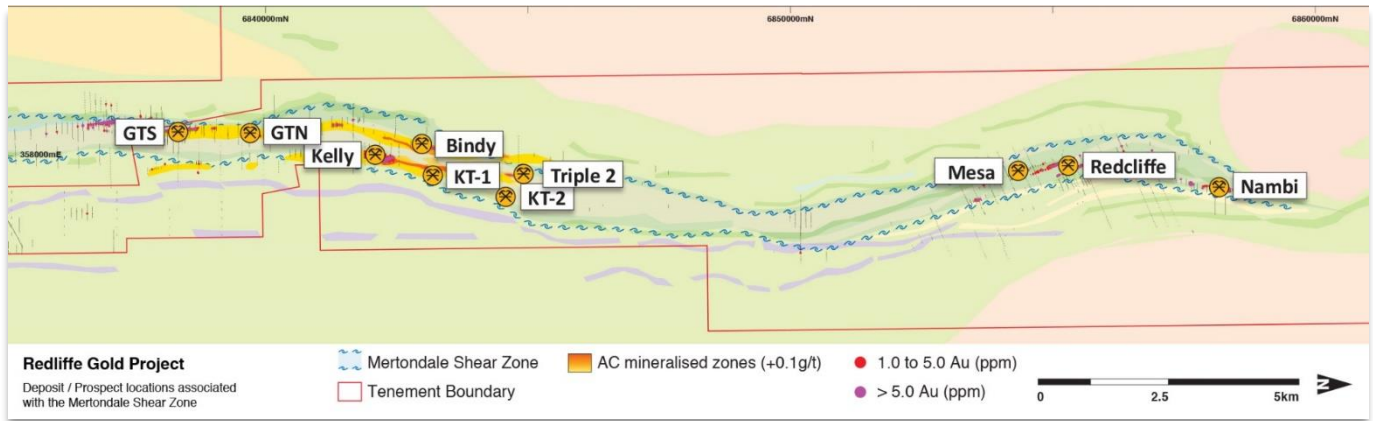 6840000mN
6850000mN
6860000mN
358000mE
GTS
GTN
Kelly
Bindy
KT-1
Triple 2
KT-2
Mesa
Redcliffe
Nambi
Redliffe Gold Project
Deposit / Prospect locations associated
with the Mertondale Shear Zone
Mertondale Shear Zone
Tenement Boundary
AC mineralised zones (+0.1g/t)
1.0 to 5.0 Au (ppm)
> 5.0 Au (ppm)
0
2.5
5km
N